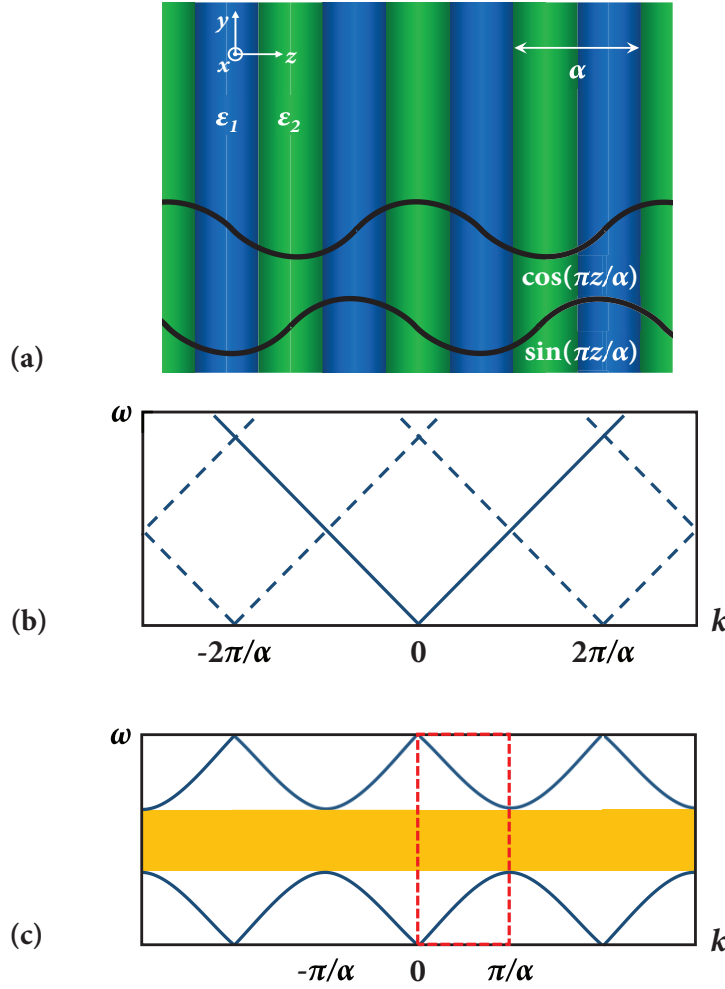 y
x z
α
ε1 ε2
cos(πz/α)
sin(πz/α)
(a)
ω
(b)
k
-2π/α 0 2π/α
ω
(c)
k
-π/α 0 π/α